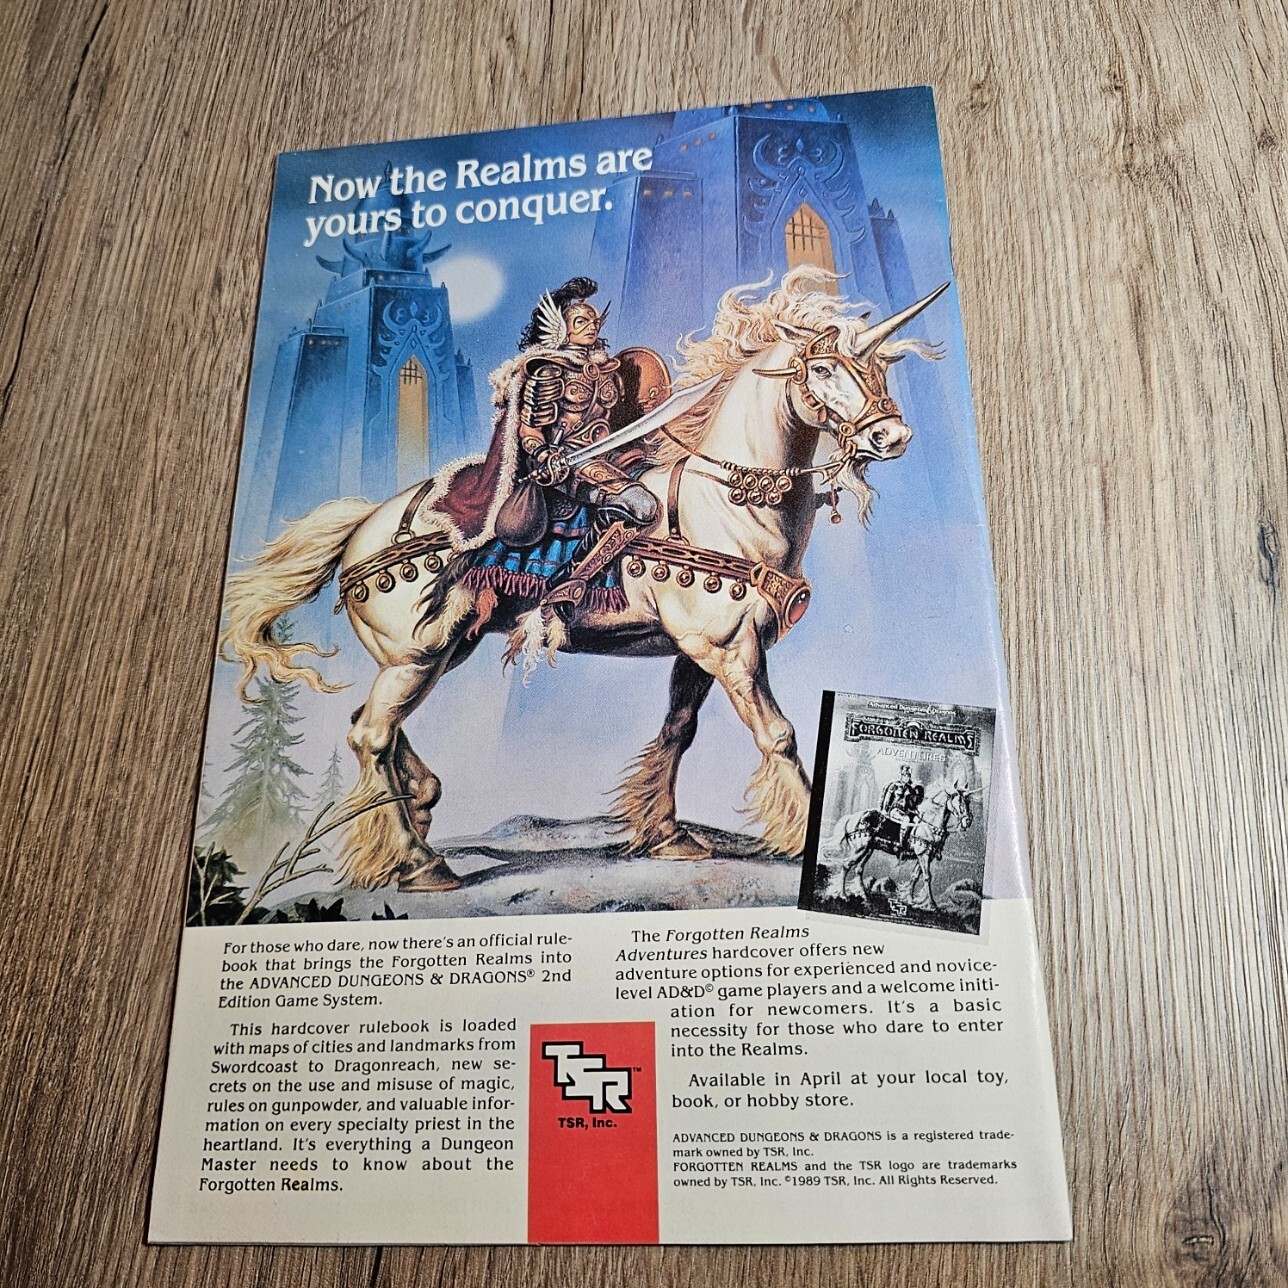 Now the Realms are
yours to conquer.
Advanced Dungeons & Dragons
FORGOTTEN REALMS
ADVENTURES
TSR
For those who dare, now there's an official rule-
book that brings the Forgotten Realms into
the ADVANCED DUNGEONS & DRAGONS® 2nd
Edition Game System.
This hardcover rulebook is loaded
with maps of cities and landmarks from
Swordcoast to Dragonreach, new se-
crets on the use and misuse of magic,
rules on gunpowder, and valuable infor-
mation on every specialty priest in the
heartland. It's everything a Dungeon
Master needs to know about the
Forgotten Realms.
TSR™
TSR, Inc.
The Forgotten Realms
Adventures hardcover offers new
adventure options for experienced and novice-
level AD&D© game players and a welcome initi-
ation for newcomers. It's a basic
necessity for those who dare to enter
into the Realms.
Available in April at your local toy,
book, or hobby store.
ADVANCED DUNGEONS & DRAGONS is a registered trade-
mark owned by TSR, Inc.
FORGOTTEN REALMS and the TSR logo are trademarks
owned by TSR, Inc. ©1989 TSR, Inc. All Rights Reserved.